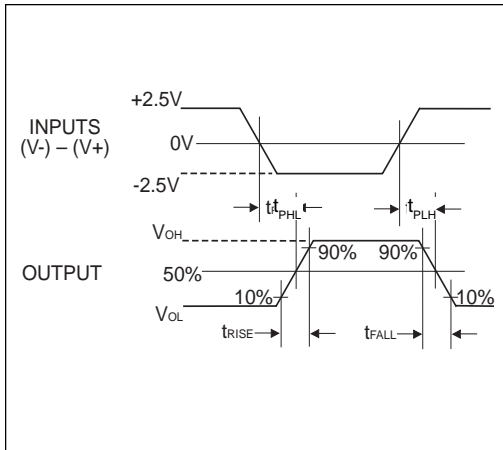 +2.5V
INPUTS
(V-) – (V+)
0V
-2.5V
tPHL
tPLH
VOH
90%
90%
OUTPUT
50%
10%
10%
VOL
tRISE
tFALL